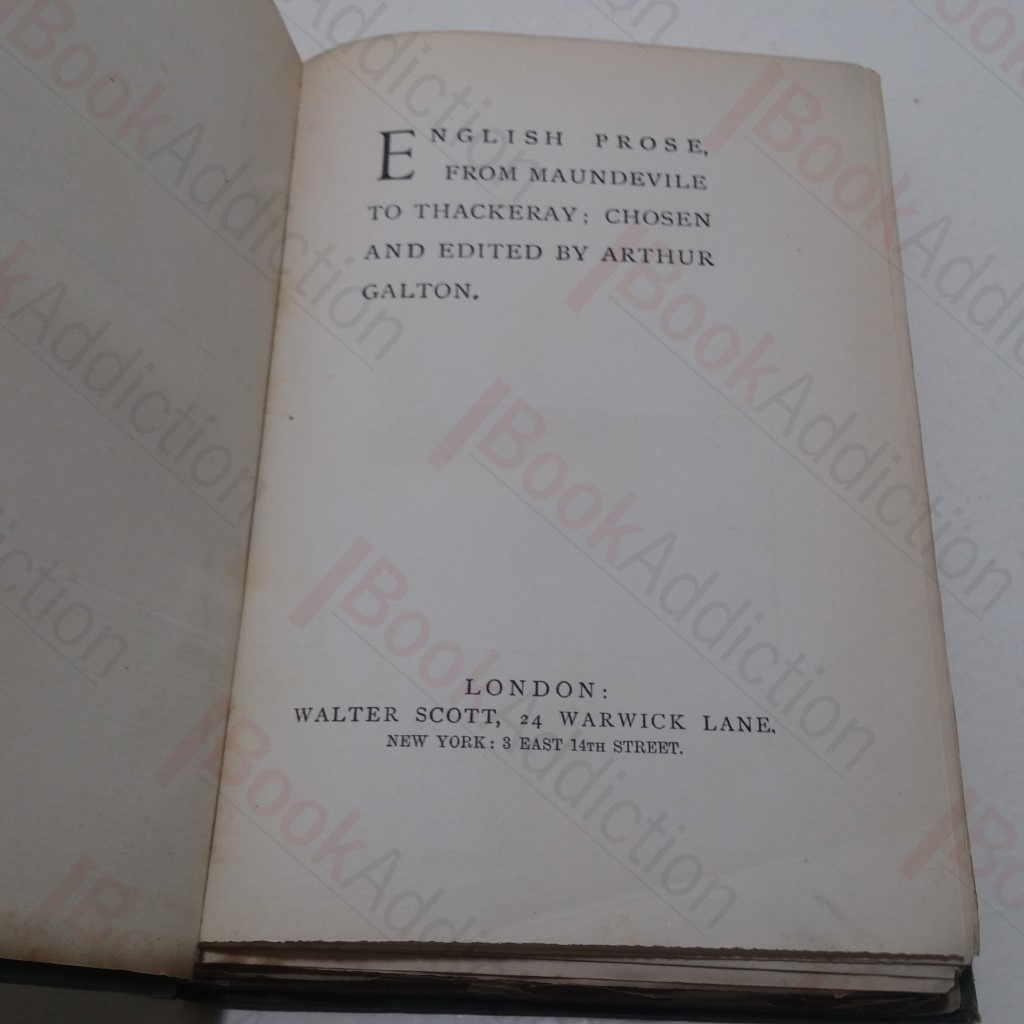 ENGLISH PROSE,
FROM MAUNDEVILE
TO THACKERAY; CHOSEN
AND EDITED BY ARTHUR
GALTON.
LONDON:
WALTER SCOTT, 24 WARWICK LANE.
NEW YORK: 3 EAST 14TH STREET.
BookAddiction